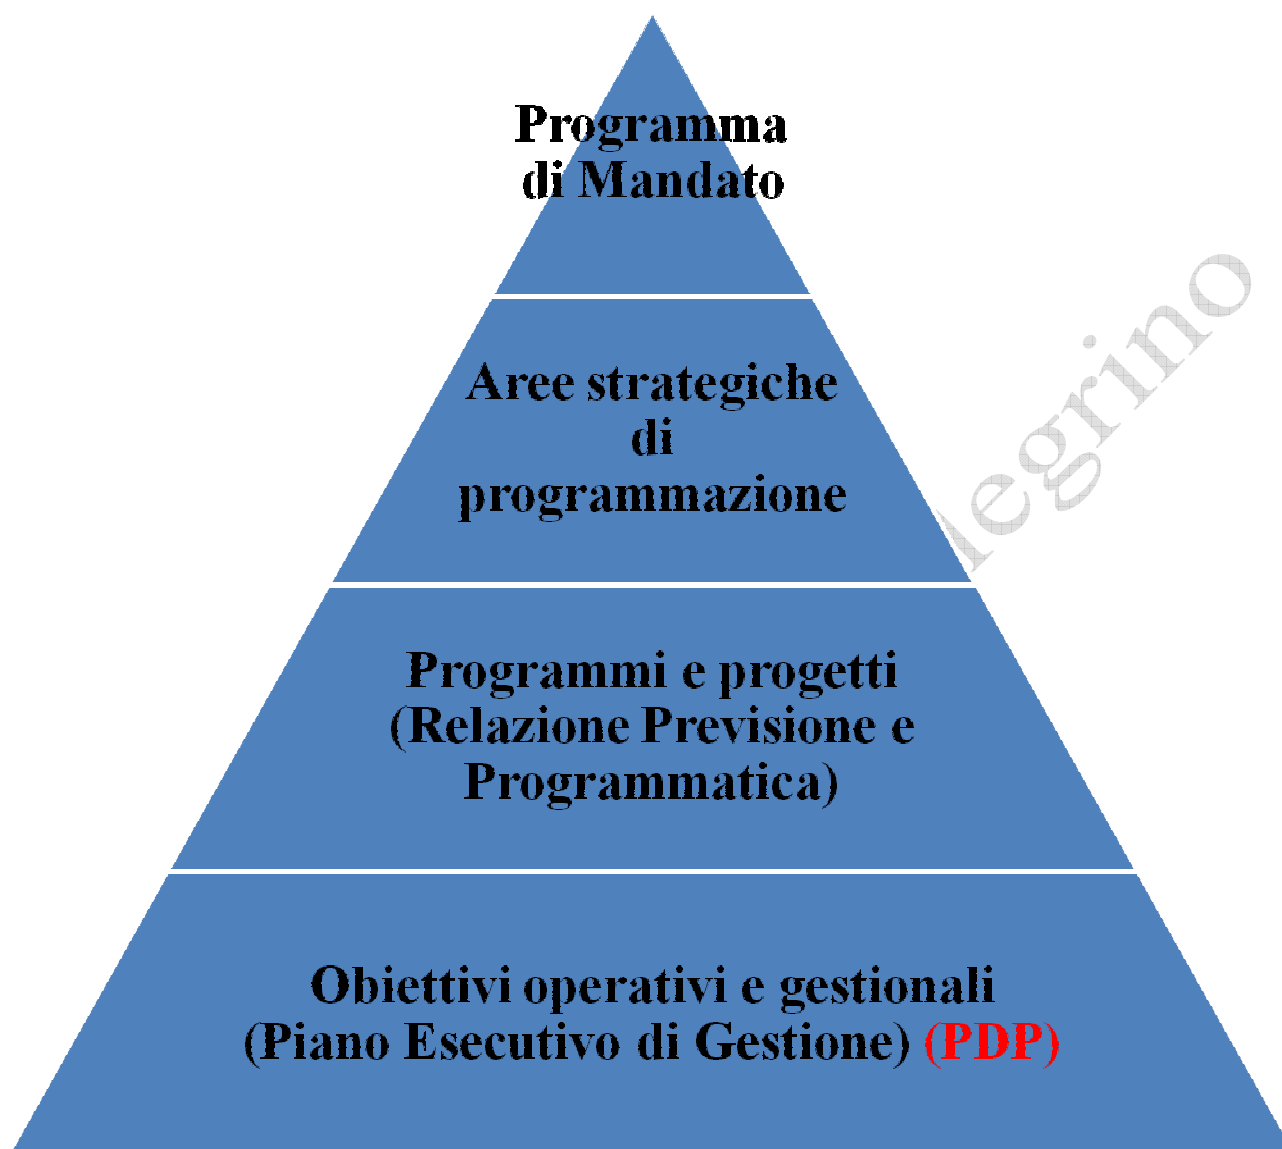 Programma
di Mandato
Aree strategiche
di
programmazione
Programmi e progetti
(Relazione Previsione e
Programmatica)
Obiettivi operativi e gestionali
(Piano Esecutivo di Gestione) (PDP)
legrino